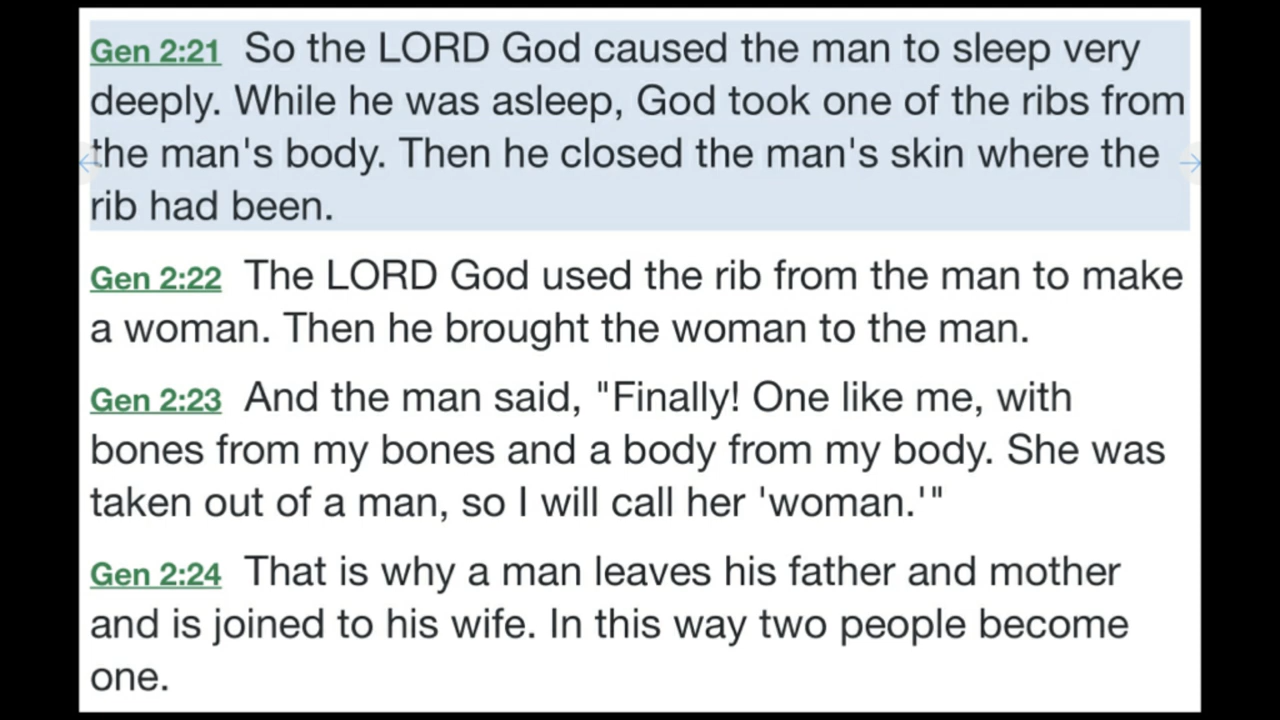 Gen 2:21 So the LORD God caused the man to sleep very
deeply. While he was asleep, God took one of the ribs from
the man's body. Then he closed the man's skin where the
rib had been.
Gen 2:22 The LORD God used the rib from the man to make
a woman. Then he brought the woman to the man.
Gen 2:23 And the man said, "Finally! One like me, with
bones from my bones and a body from my body. She was
taken out of a man, so I will call her 'woman.'"
Gen 2:24 That is why a man leaves his father and mother
and is joined to his wife. In this way two people become
one.